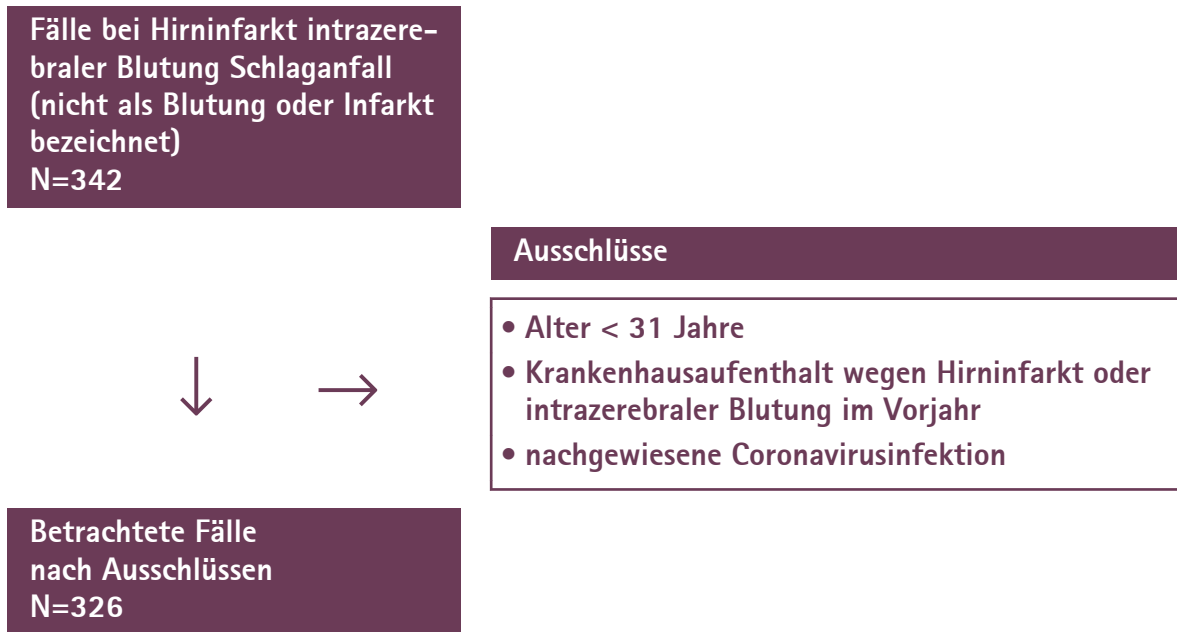 Fälle bei Hirninfarkt intrazere-
braler Blutung Schlaganfall
(nicht als Blutung oder Infarkt
bezeichnet)
N=342
Ausschlüsse
• Alter < 31 Jahre
• Krankenhausaufenthalt wegen Hirninfarkt oder
intrazerebraler Blutung im Vorjahr
• nachgewiesene Coronavirusinfektion
Betrachtete Fälle
nach Ausschlüssen
N=326